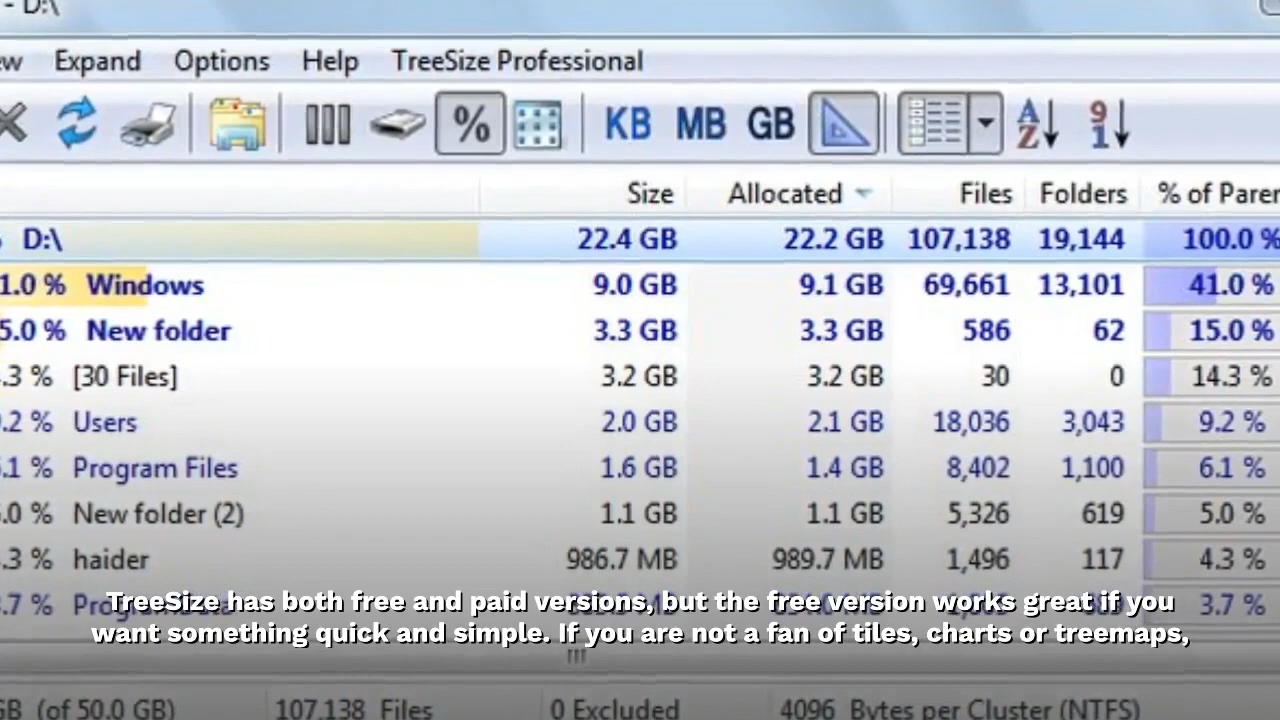 - D:\
ew Expand Options Help TreeSize Professional
% KB MB GB A Z 9 1
Size Allocated Files Folders % of Paren
D:\ 22.4 GB 22.2 GB 107,138 19,144 100.0 %
1.0 % Windows 9.0 GB 9.1 GB 69,661 13,101 41.0 %
5.0 % New folder 3.3 GB 3.3 GB 586 62 15.0 %
.3 % [30 Files] 3.2 GB 3.2 GB 30 0 14.3 %
.2 % Users 2.0 GB 2.1 GB 18,036 3,043 9.2 %
.1 % Program Files 1.6 GB 1.4 GB 8,402 1,100 6.1 %
.0 % New folder (2) 1.1 GB 1.1 GB 5,326 619 5.0 %
.3 % haider 986.7 MB 989.7 MB 1,496 117 4.3 %
.7 % 3.7 %
TreeSize has both free and paid versions, but the free version works great if you
want something quick and simple. If you are not a fan of tiles, charts or treemaps,
GB (of 50.0 GB) 107,138 Files 0 Excluded 4096 Bytes per Cluster (NTFS)